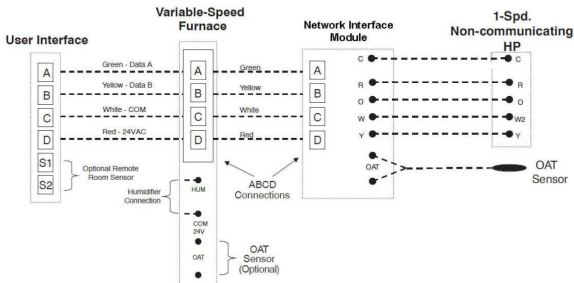 Variable-Speed
Furnace
Network Interface
Module
1-Spd.
Non-communicating
HP
User Interface
A
Green - Data A
A
Green
A
B
Yellow - Data B
B
Yellow
B
C
White - COM
C
White
C
D
Red - 24VAC
D
Red
D
C
C
R
R
O
O
W
W2
Y
Y
S1
S2
Optional Remote
Room Sensor
Humidifier
Connection
HUM
COM
24V
ABCD
Connections
OAT
OAT
Sensor
OAT
OAT
Sensor
(Optional)